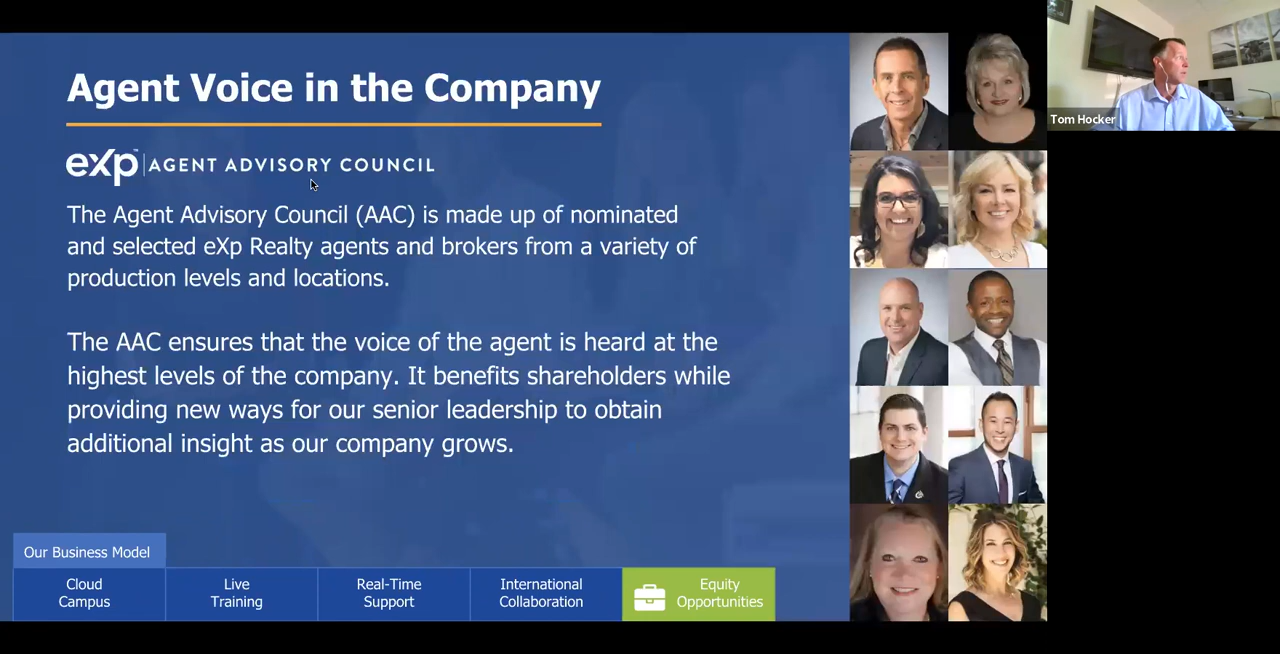 Agent Voice in the Company
eXp™ AGENT ADVISORY COUNCIL
The Agent Advisory Council (AAC) is made up of nominated
and selected eXp Realty agents and brokers from a variety of
production levels and locations.
The AAC ensures that the voice of the agent is heard at the
highest levels of the company. It benefits shareholders while
providing new ways for our senior leadership to obtain
additional insight as our company grows.
Our Business Model
Cloud
Campus
Live
Training
Real-Time
Support
International
Collaboration
Equity
Opportunities
Tom Hocker